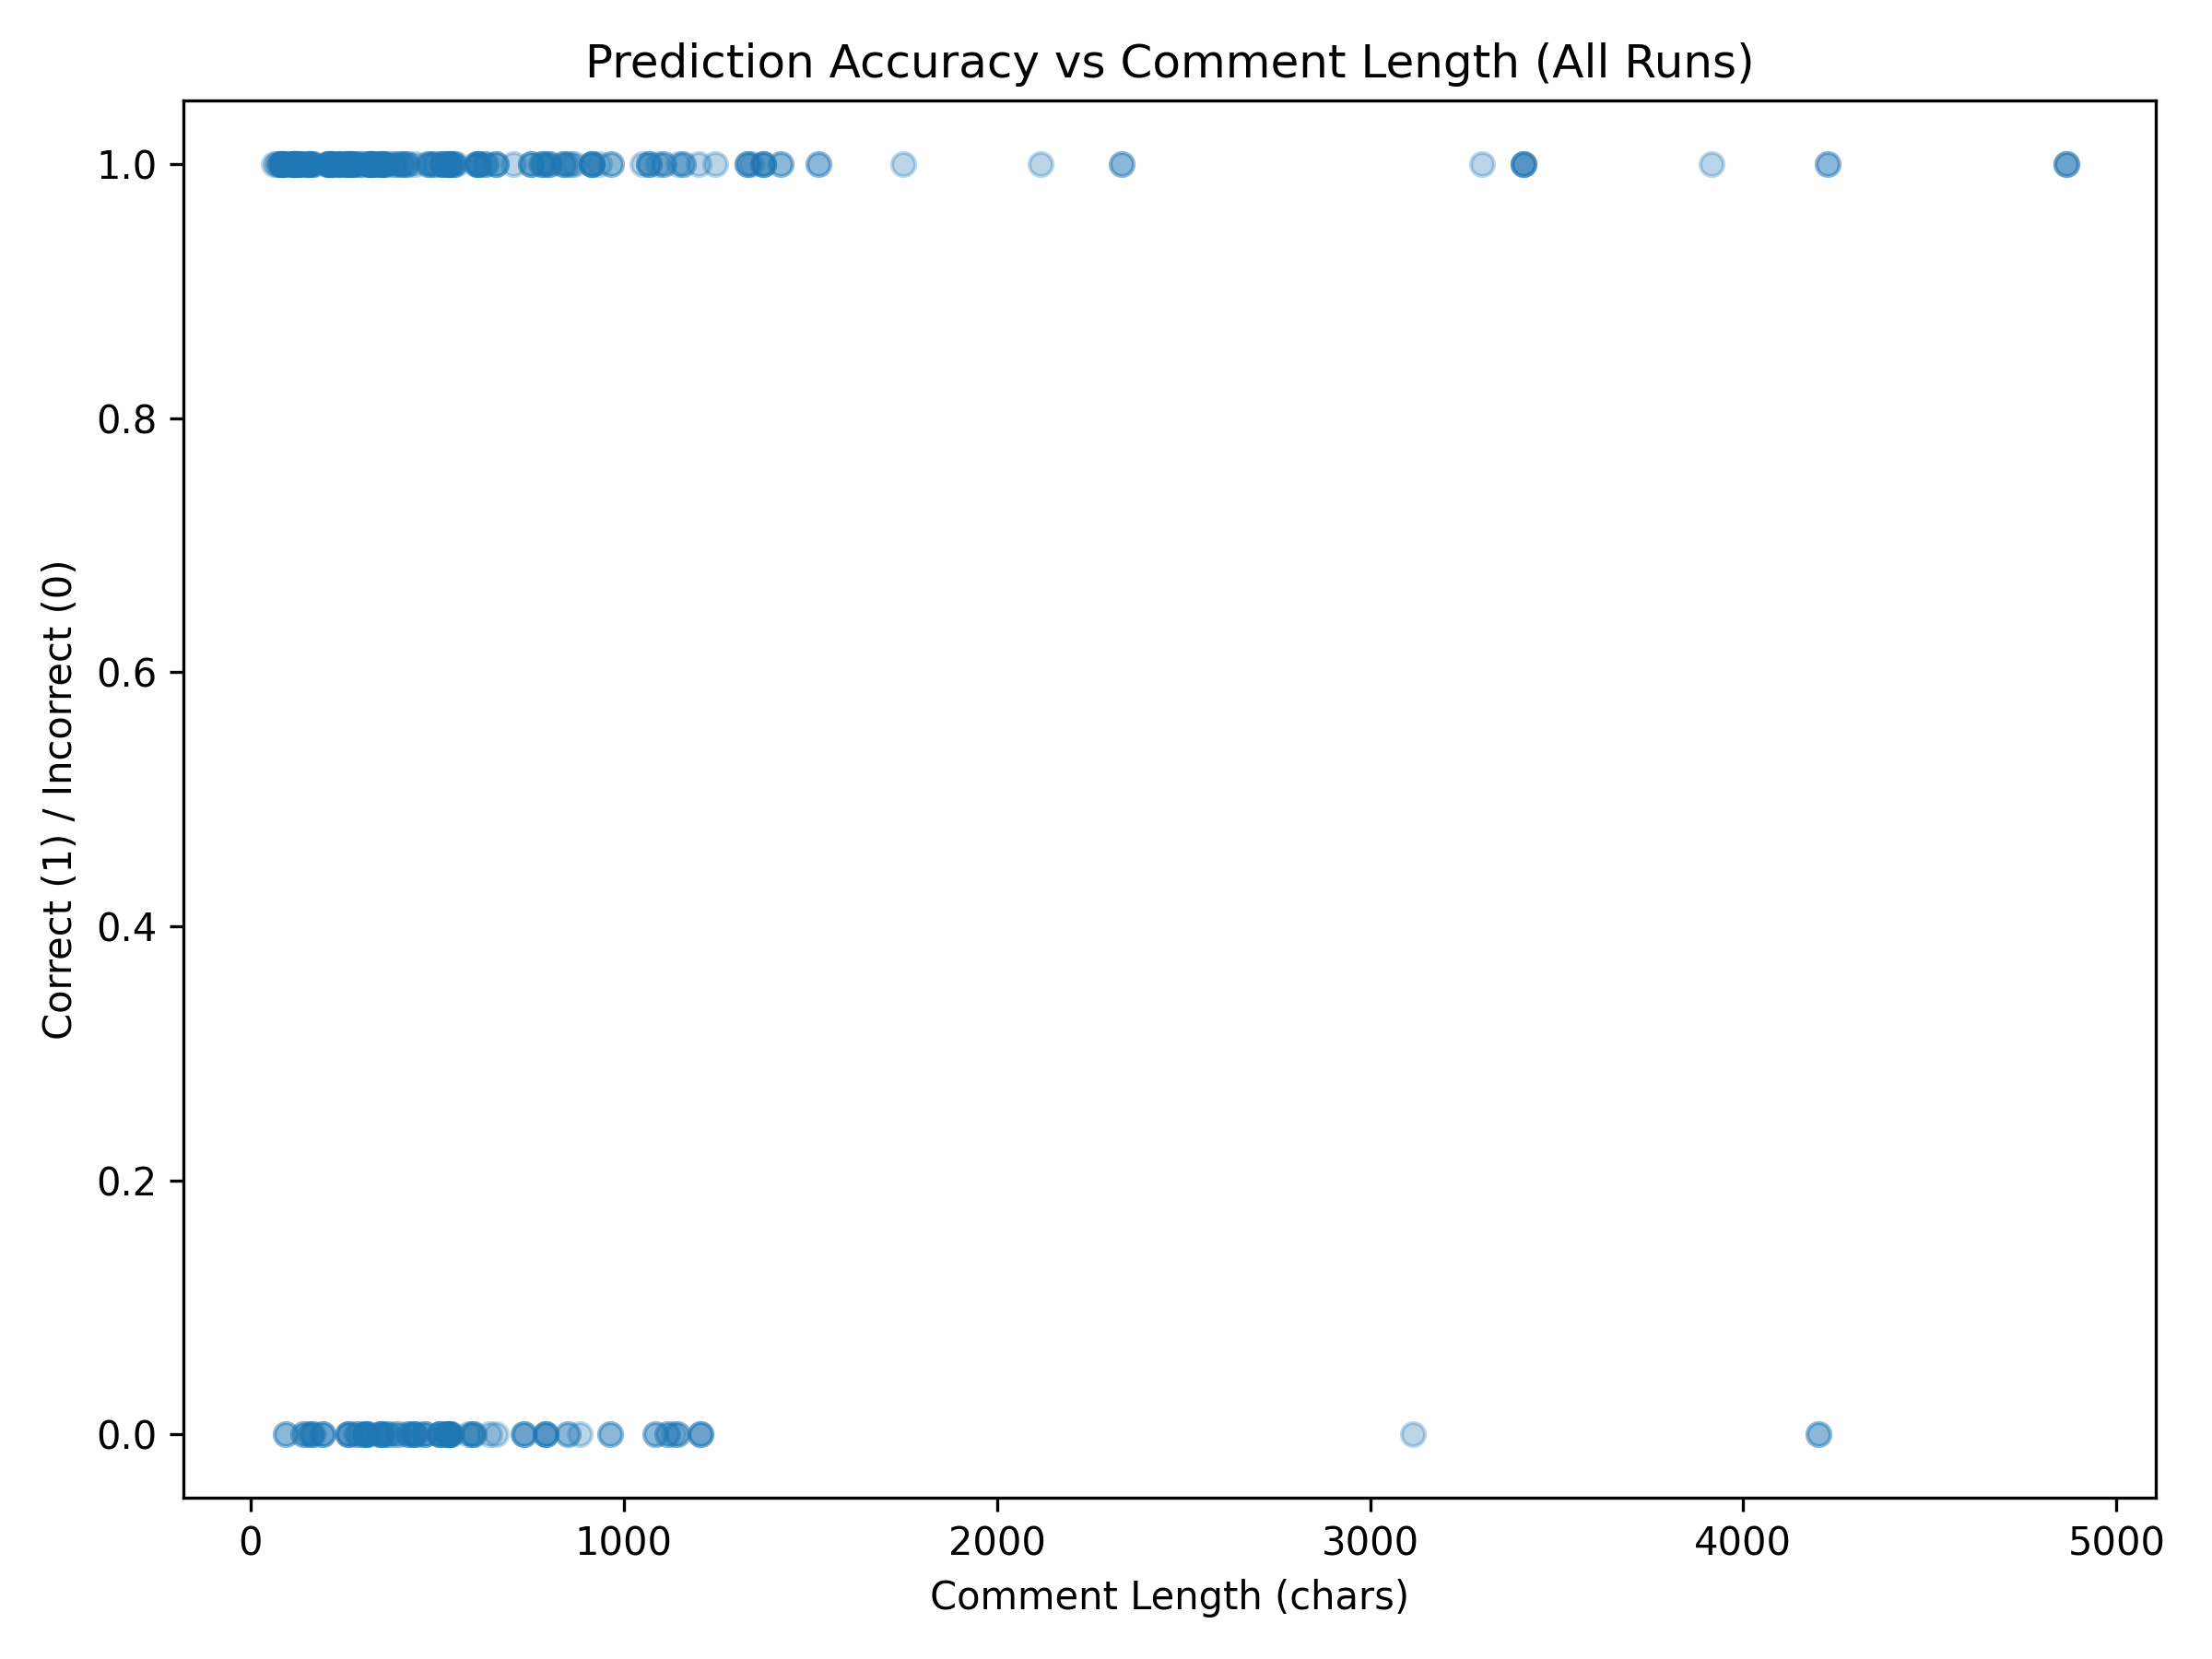 Prediction Accuracy vs Comment Length (All Runs)
Correct (1) / Incorrect (0)
1.0
0.8
0.6
0.4
0.2
0.0
0 1000 2000 3000 4000 5000
Comment Length (chars)